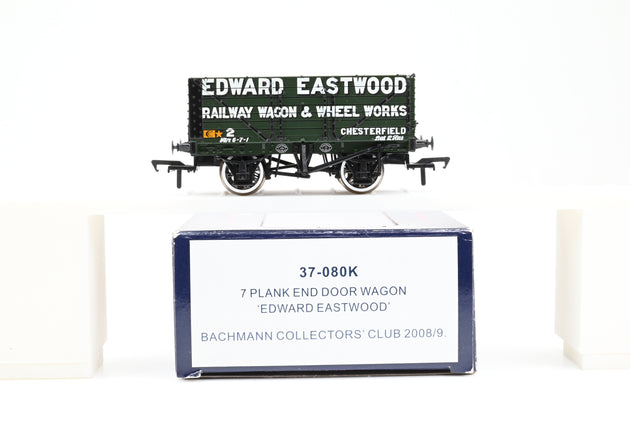 EDWARD EASTWOOD
RAILWAY WAGON & WHEEL WORKS
2
CHESTERFIELD
37-080K
7 PLANK END DOOR WAGON
‘EDWARD EASTWOOD’
BACHMANN COLLECTORS’ CLUB 2008/9.